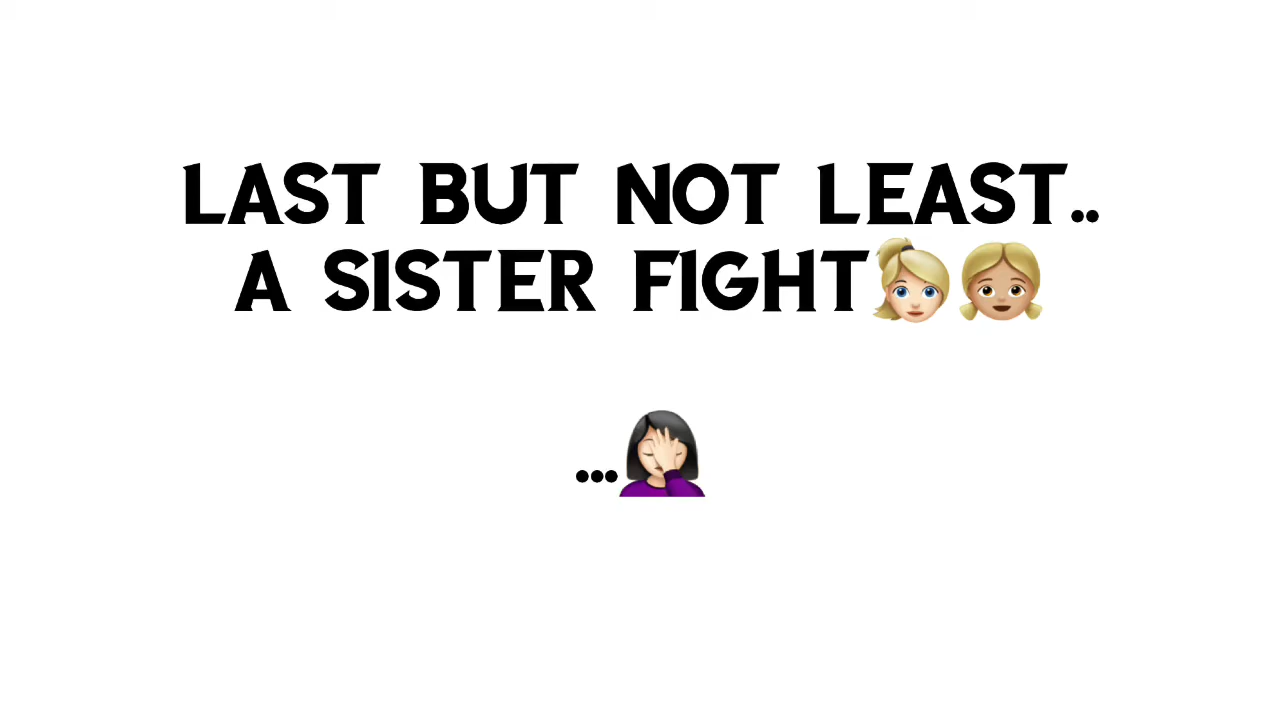 LAST BUT NOT LEAST..
A SISTER FIGHT👱🏻‍♀️👧🏼
...🤦🏻‍♀️